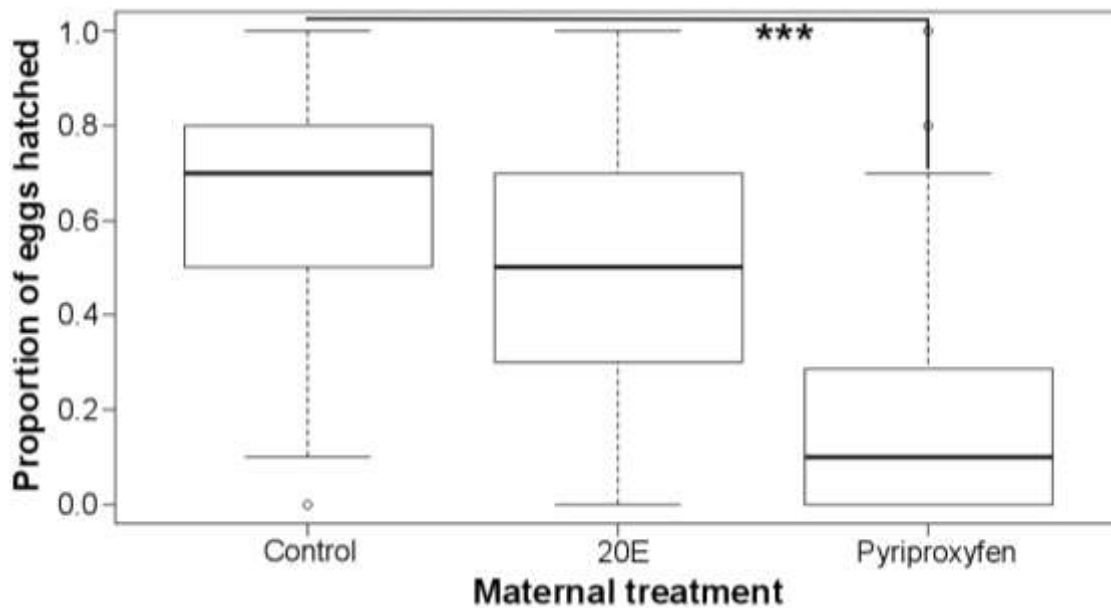 Proportion of eggs hatched
1.0
0.8
0.6
0.4
0.2
0.0
***
Control 20E Pyriproxyfen
Maternal treatment